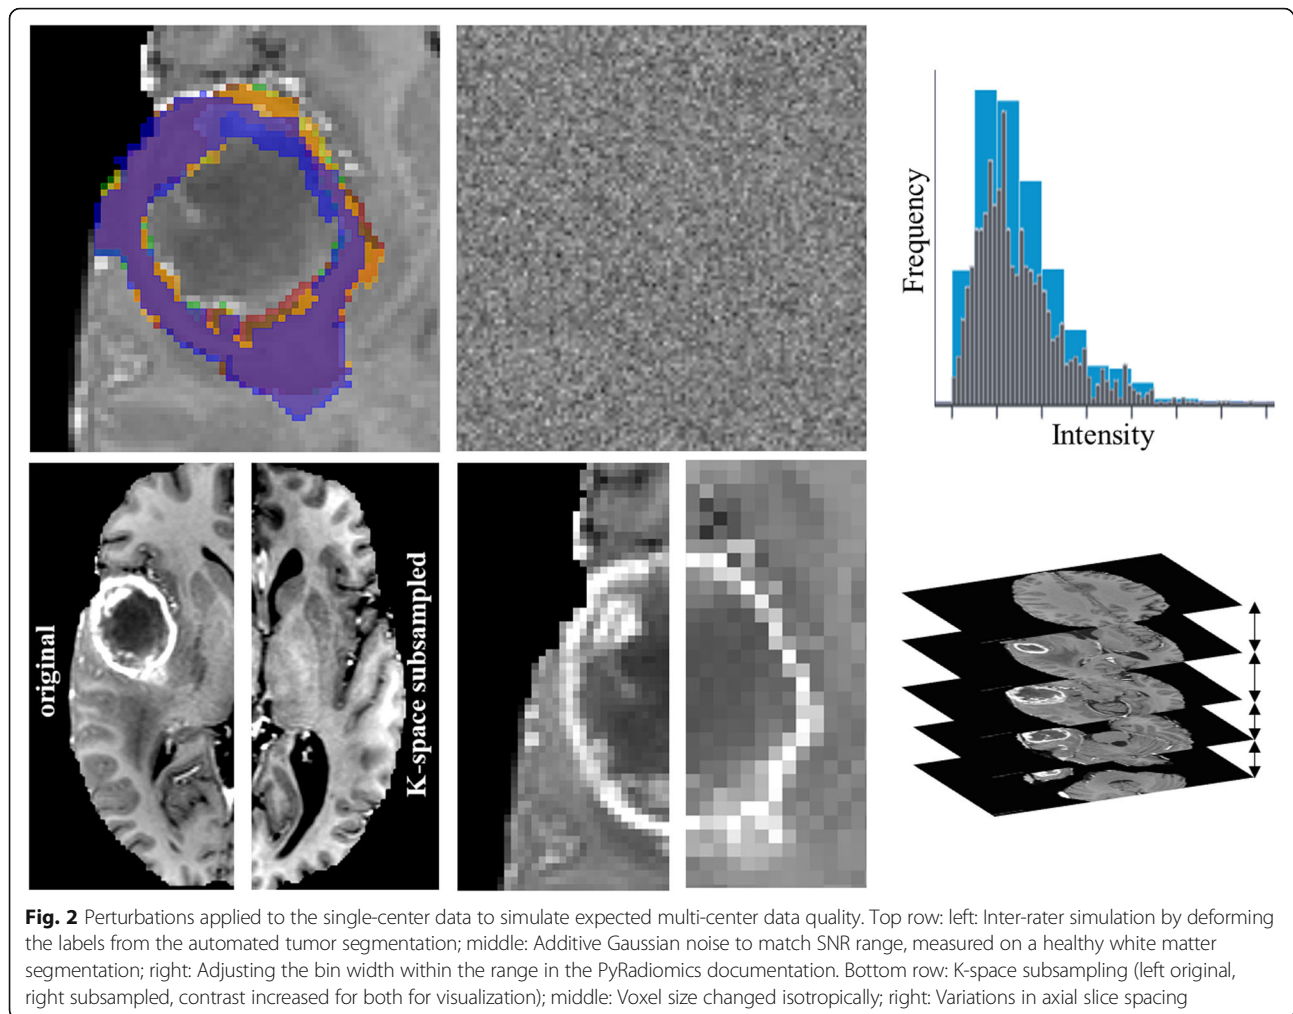 Frequency
Intensity
original
K-space subsampled
Fig. 2 Perturbations applied to the single-center data to simulate expected multi-center data quality. Top row: left: Inter-rater simulation by deforming
the labels from the automated tumor segmentation; middle: Additive Gaussian noise to match SNR range, measured on a healthy white matter
segmentation; right: Adjusting the bin width within the range in the PyRadiomics documentation. Bottom row: K-space subsampling (left original,
right subsampled, contrast increased for both for visualization); middle: Voxel size changed isotropically; right: Variations in axial slice spacing